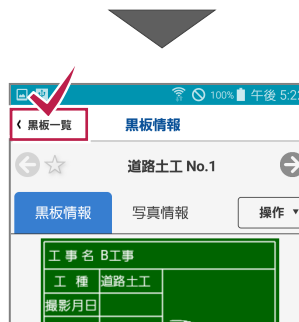 100% 午後 5:2
黒板一覧 黒板情報
道路土工 No.1
黒板情報 写真情報 操作
工事名 B工事
工種 道路土工
撮影月日